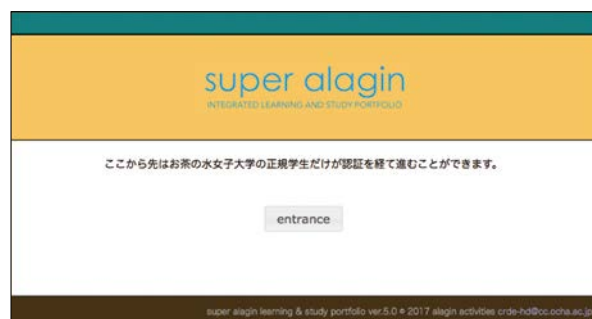 super alagin
INTEGRATED LEARNING AND STUDY PORTFOLIO
ここから先はお茶の水女子大学の正規学生だけが認証を経て進むことができます。
entrance
super alagin learning & study portfolio ver.5.0 © 2017 alagin activities crde-hd@cc.ocha.ac.jp